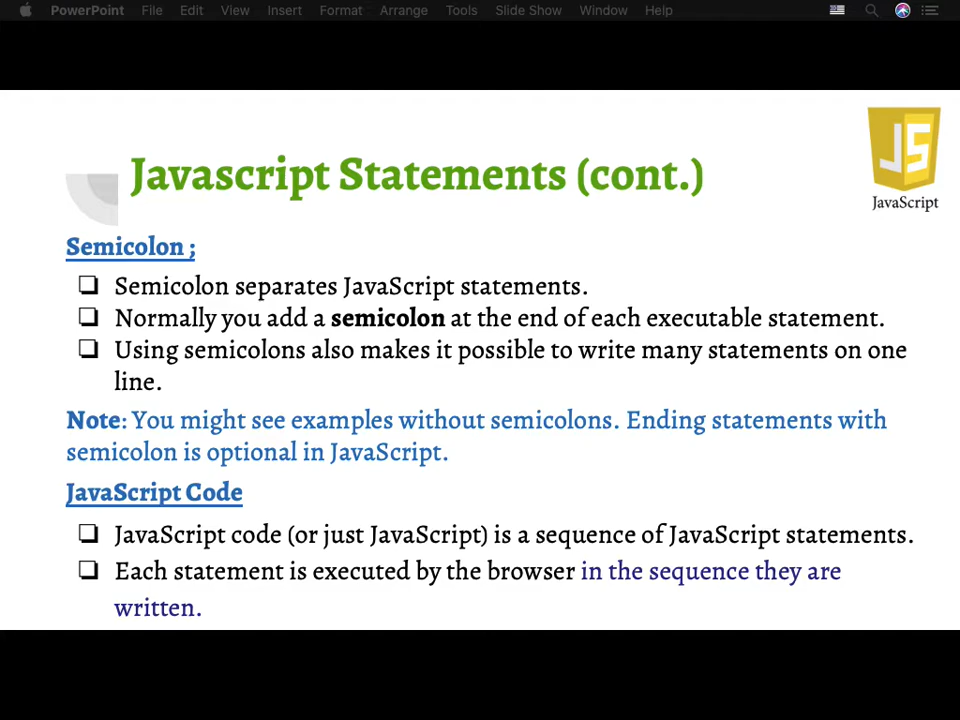 PowerPoint File Edit View Insert Format Arrange Tools Slide Show Window Help
JS
JavaScript
Javascript Statements (cont.)
Semicolon ;
❏ Semicolon separates JavaScript statements.
❏ Normally you add a semicolon at the end of each executable statement.
❏ Using semicolons also makes it possible to write many statements on one
line.
Note: You might see examples without semicolons. Ending statements with
semicolon is optional in JavaScript.
JavaScript Code
❏ JavaScript code (or just JavaScript) is a sequence of JavaScript statements.
❏ Each statement is executed by the browser in the sequence they are
written.